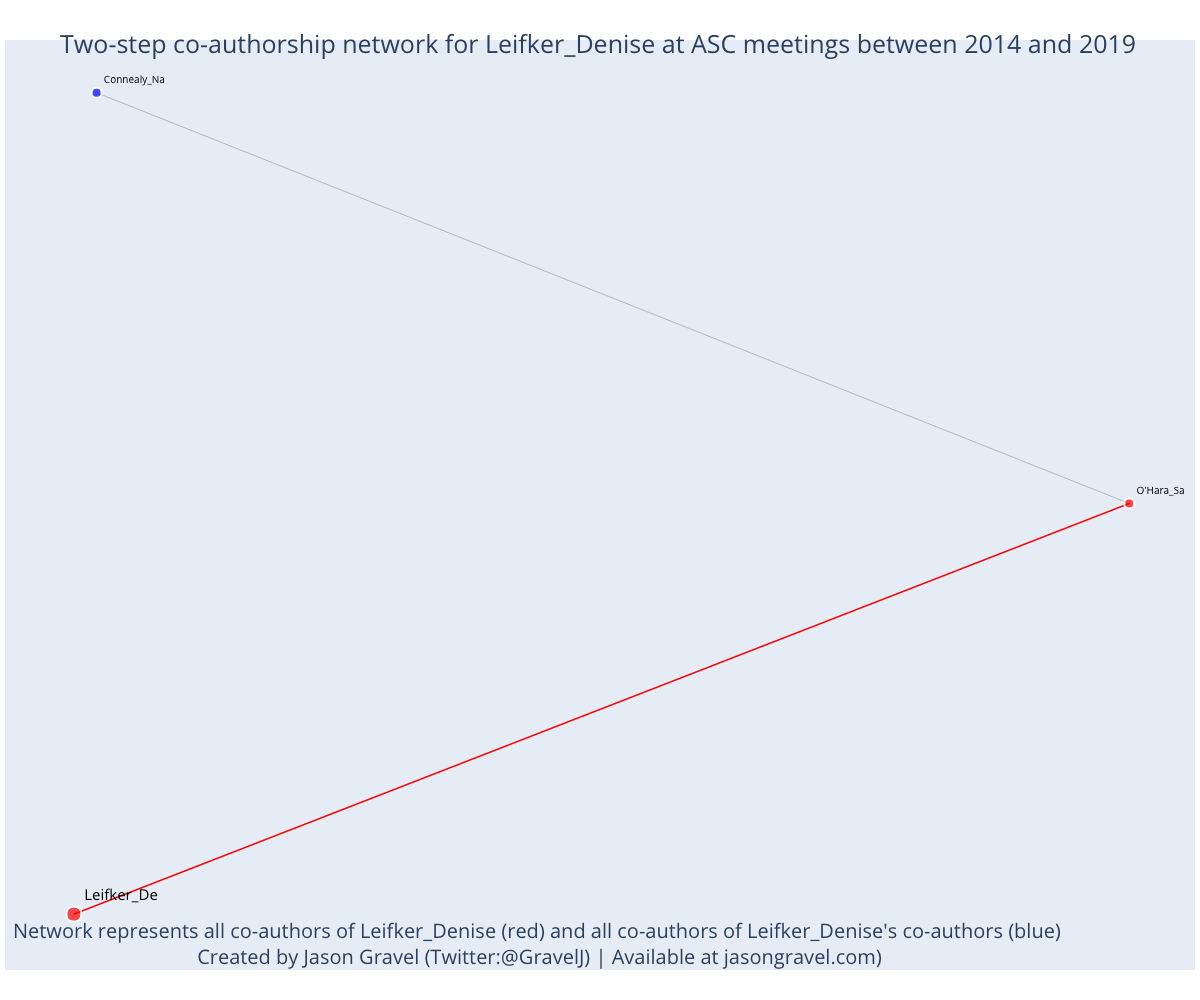 Two-step co-authorship network for Leifker_Denise at ASC meetings between 2014 and 2019
Connealy_Na
O'Hara_Sa
Leifker_De
Network represents all co-authors of Leifker_Denise (red) and all co-authors of Leifker_Denise's co-authors (blue)
Created by Jason Gravel (Twitter:@GravelJ) | Available at jasongravel.com)